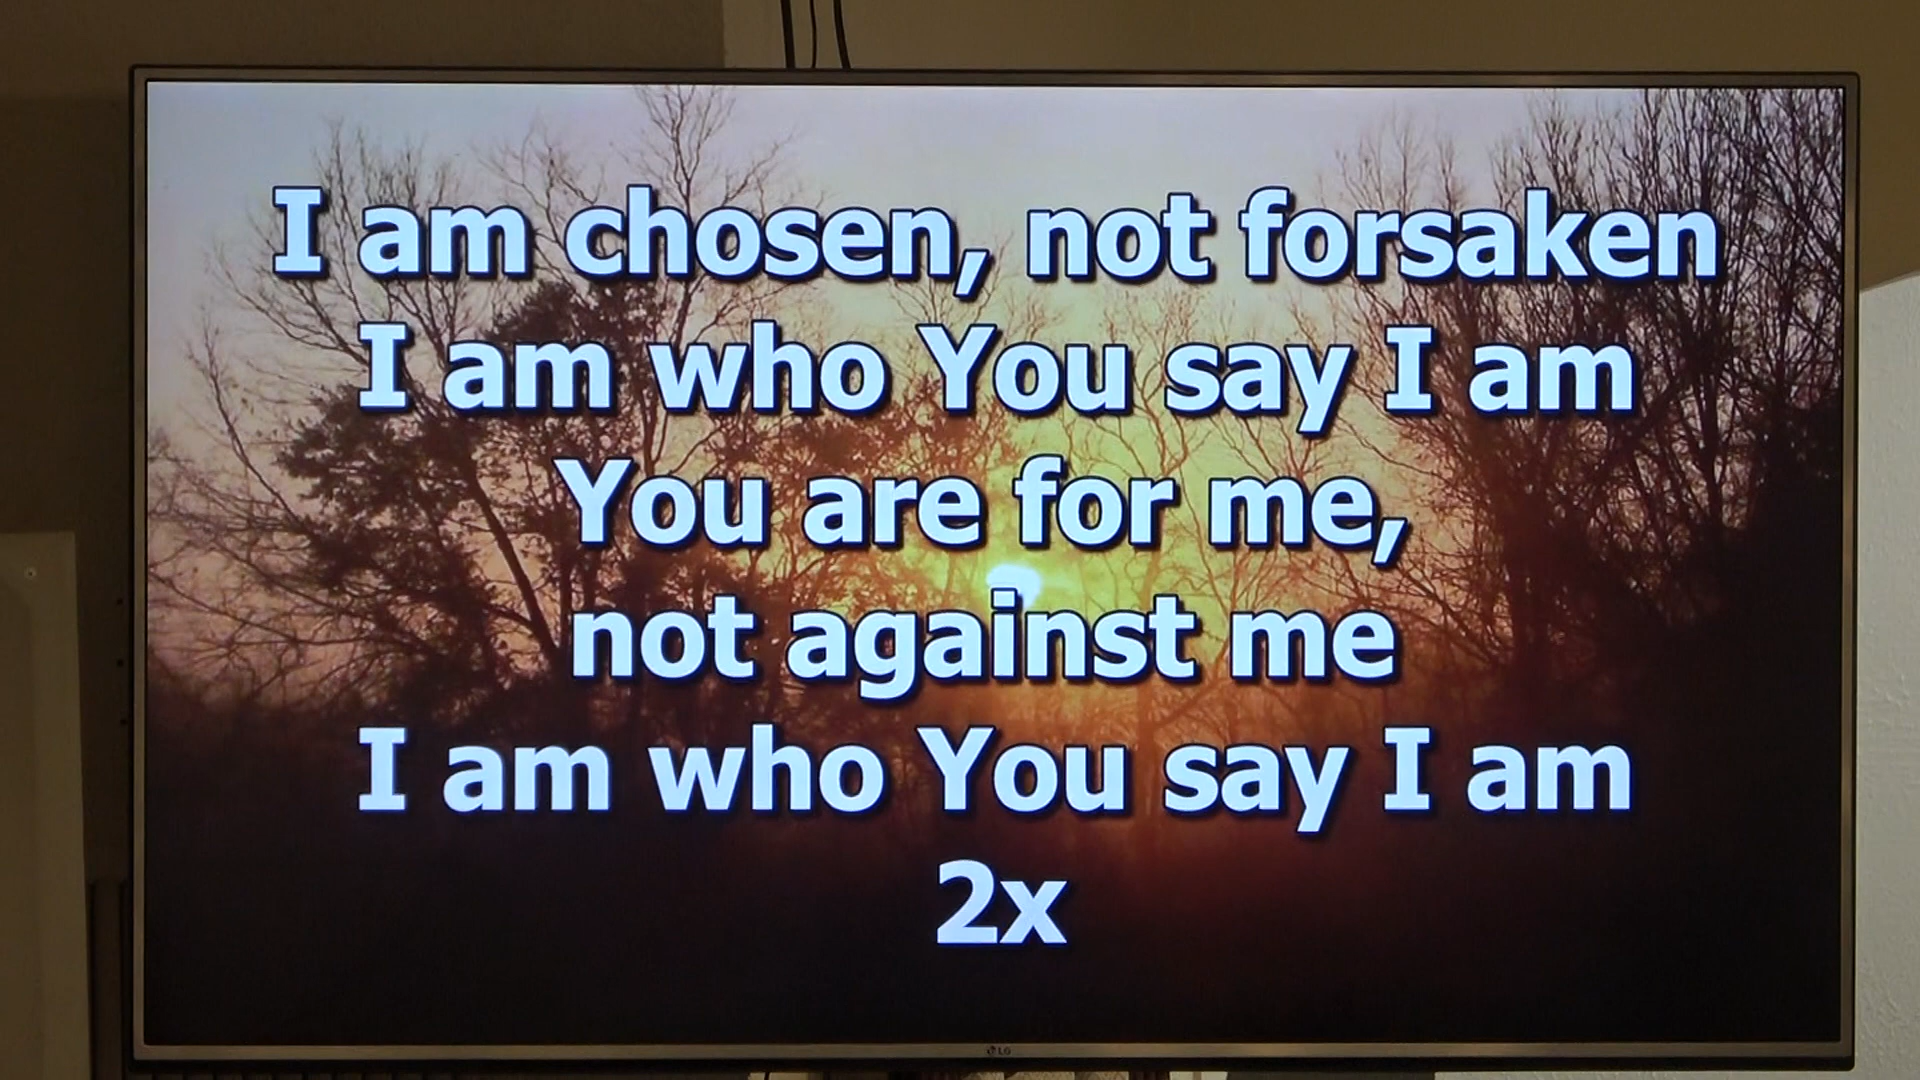 I am chosen, not forsaken
I am who You say I am
You are for me,
not against me
I am who You say I am
2x
LG